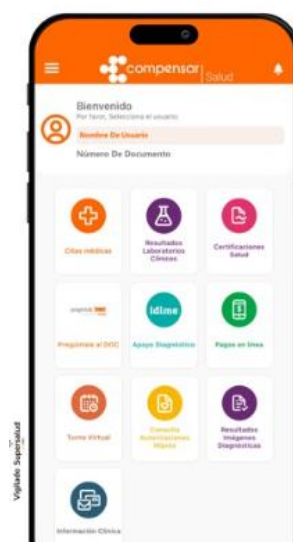 compensar | Salud
Bienvenido
Por favor, Selecciona el usuario
Nombre De Usuario
Número De Documento
Citas médicas
Resultados
Laboratorios
Clínicos
Certificaciones
Salud
Pregúntale al DOC
idime
Apoyo Diagnóstico
Pagos en línea
Turno Virtual
Consulta
Autorizaciones
Rápida
Resultados
Imágenes
Diagnósticas
Información Clínica
Vigilado Supersalud